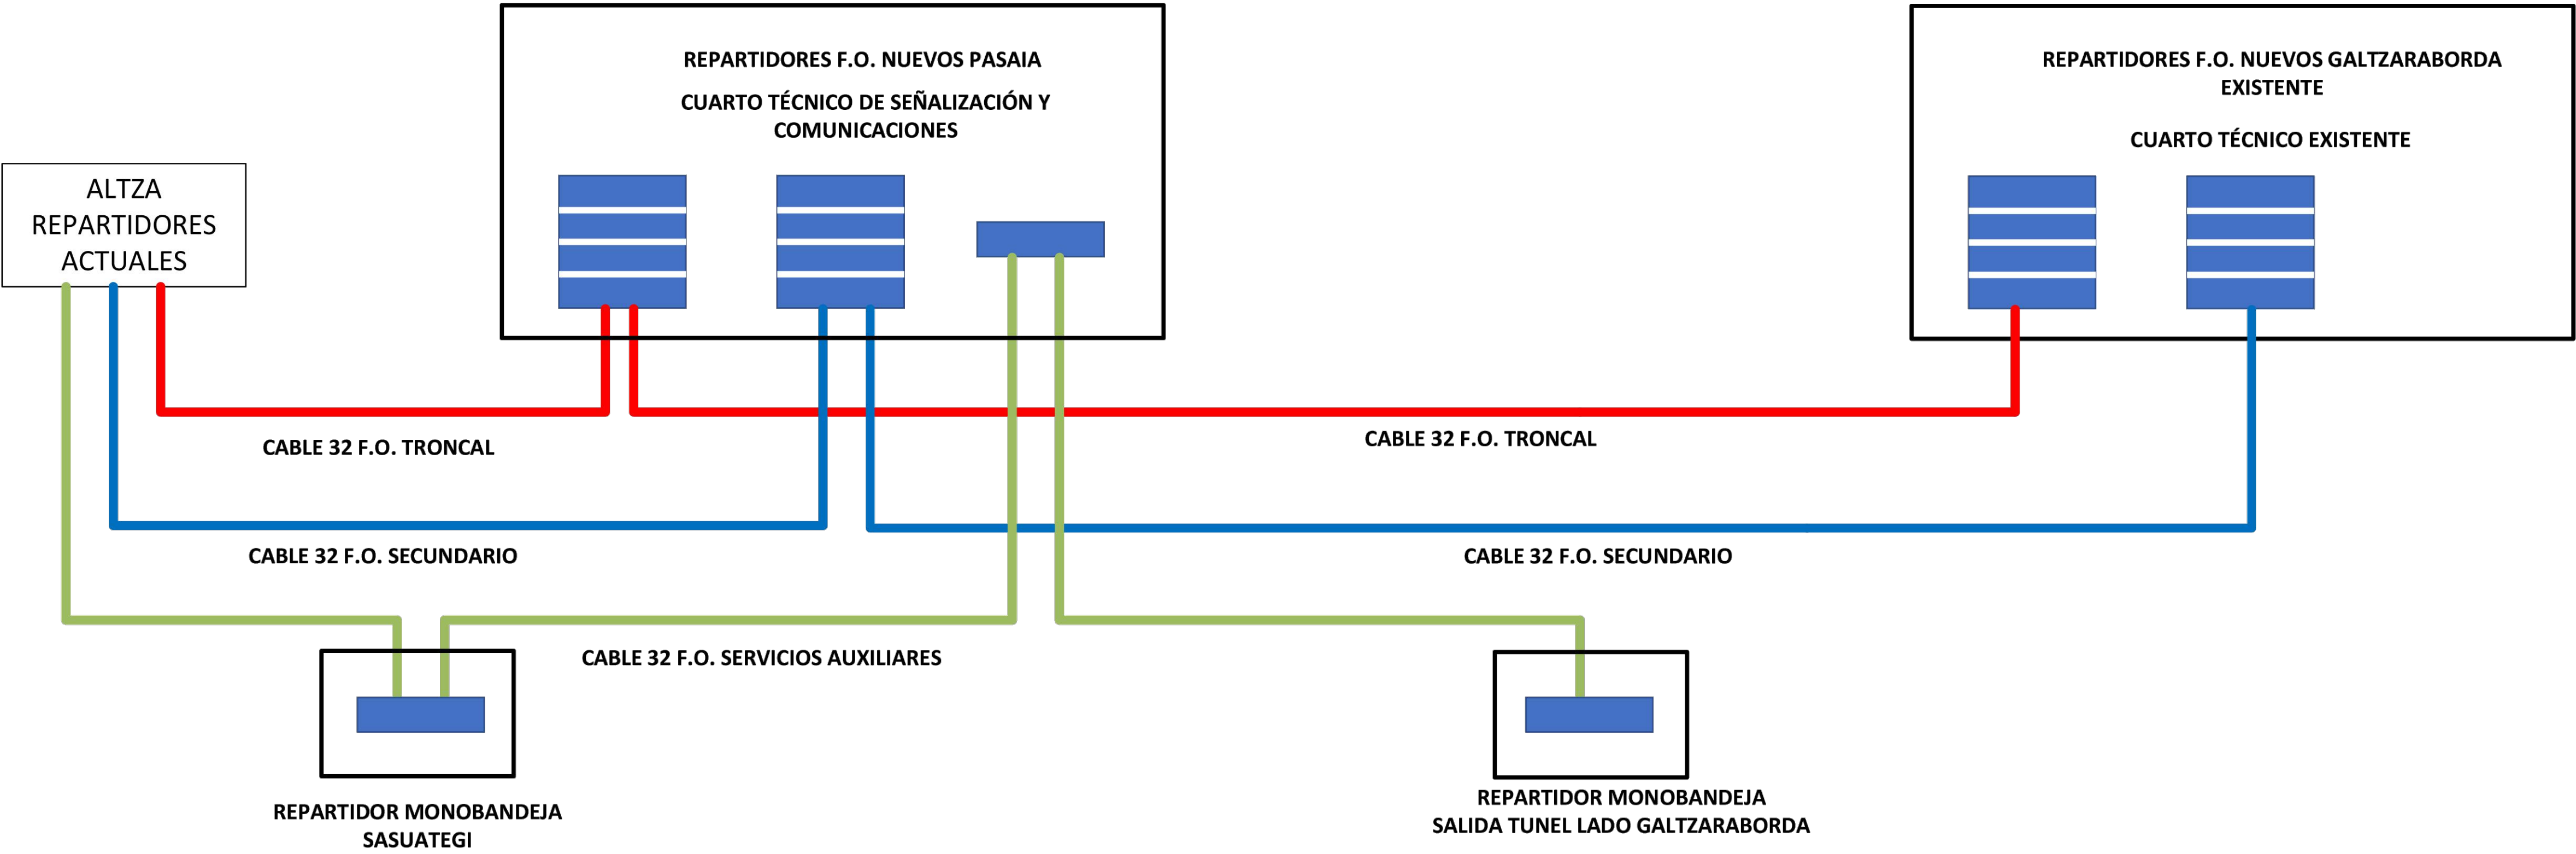 REPARTIDORES F.O. NUEVOS PASAIA
CUARTO TÉCNICO DE SEÑALIZACIÓN Y
COMUNICACIONES
REPARTIDORES F.O. NUEVOS GALTZARABORDA
EXISTENTE
CUARTO TÉCNICO EXISTENTE
ALTZA
REPARTIDORES
ACTUALES
CABLE 32 F.O. TRONCAL
CABLE 32 F.O. TRONCAL
CABLE 32 F.O. SECUNDARIO
CABLE 32 F.O. SECUNDARIO
CABLE 32 F.O. SERVICIOS AUXILIARES
REPARTIDOR MONOBANDEJA
SASUATEGI
REPARTIDOR MONOBANDEJA
SALIDA TUNEL LADO GALTZARABORDA